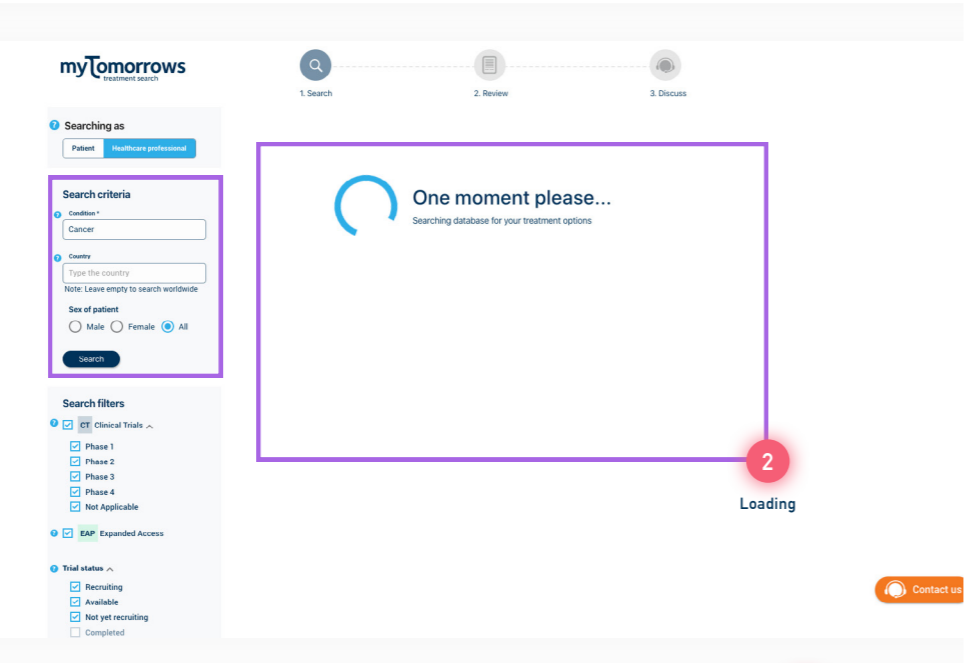 myTomorrows
treatment search
1. Search
2. Review
3. Discuss
Searching as
Patient Healthcare professional
Search criteria
Condition *
Cancer
Country
Type the country
Note: Leave empty to search worldwide
Sex of patient
Male Female All
Search
Search filters
CT Clinical Trials
Phase 1
Phase 2
Phase 3
Phase 4
Not Applicable
EAP Expanded Access
Trial status
Recruiting
Available
Not yet recruiting
Completed
One moment please...
Searching database for your treatment options
2
Loading
Contact us